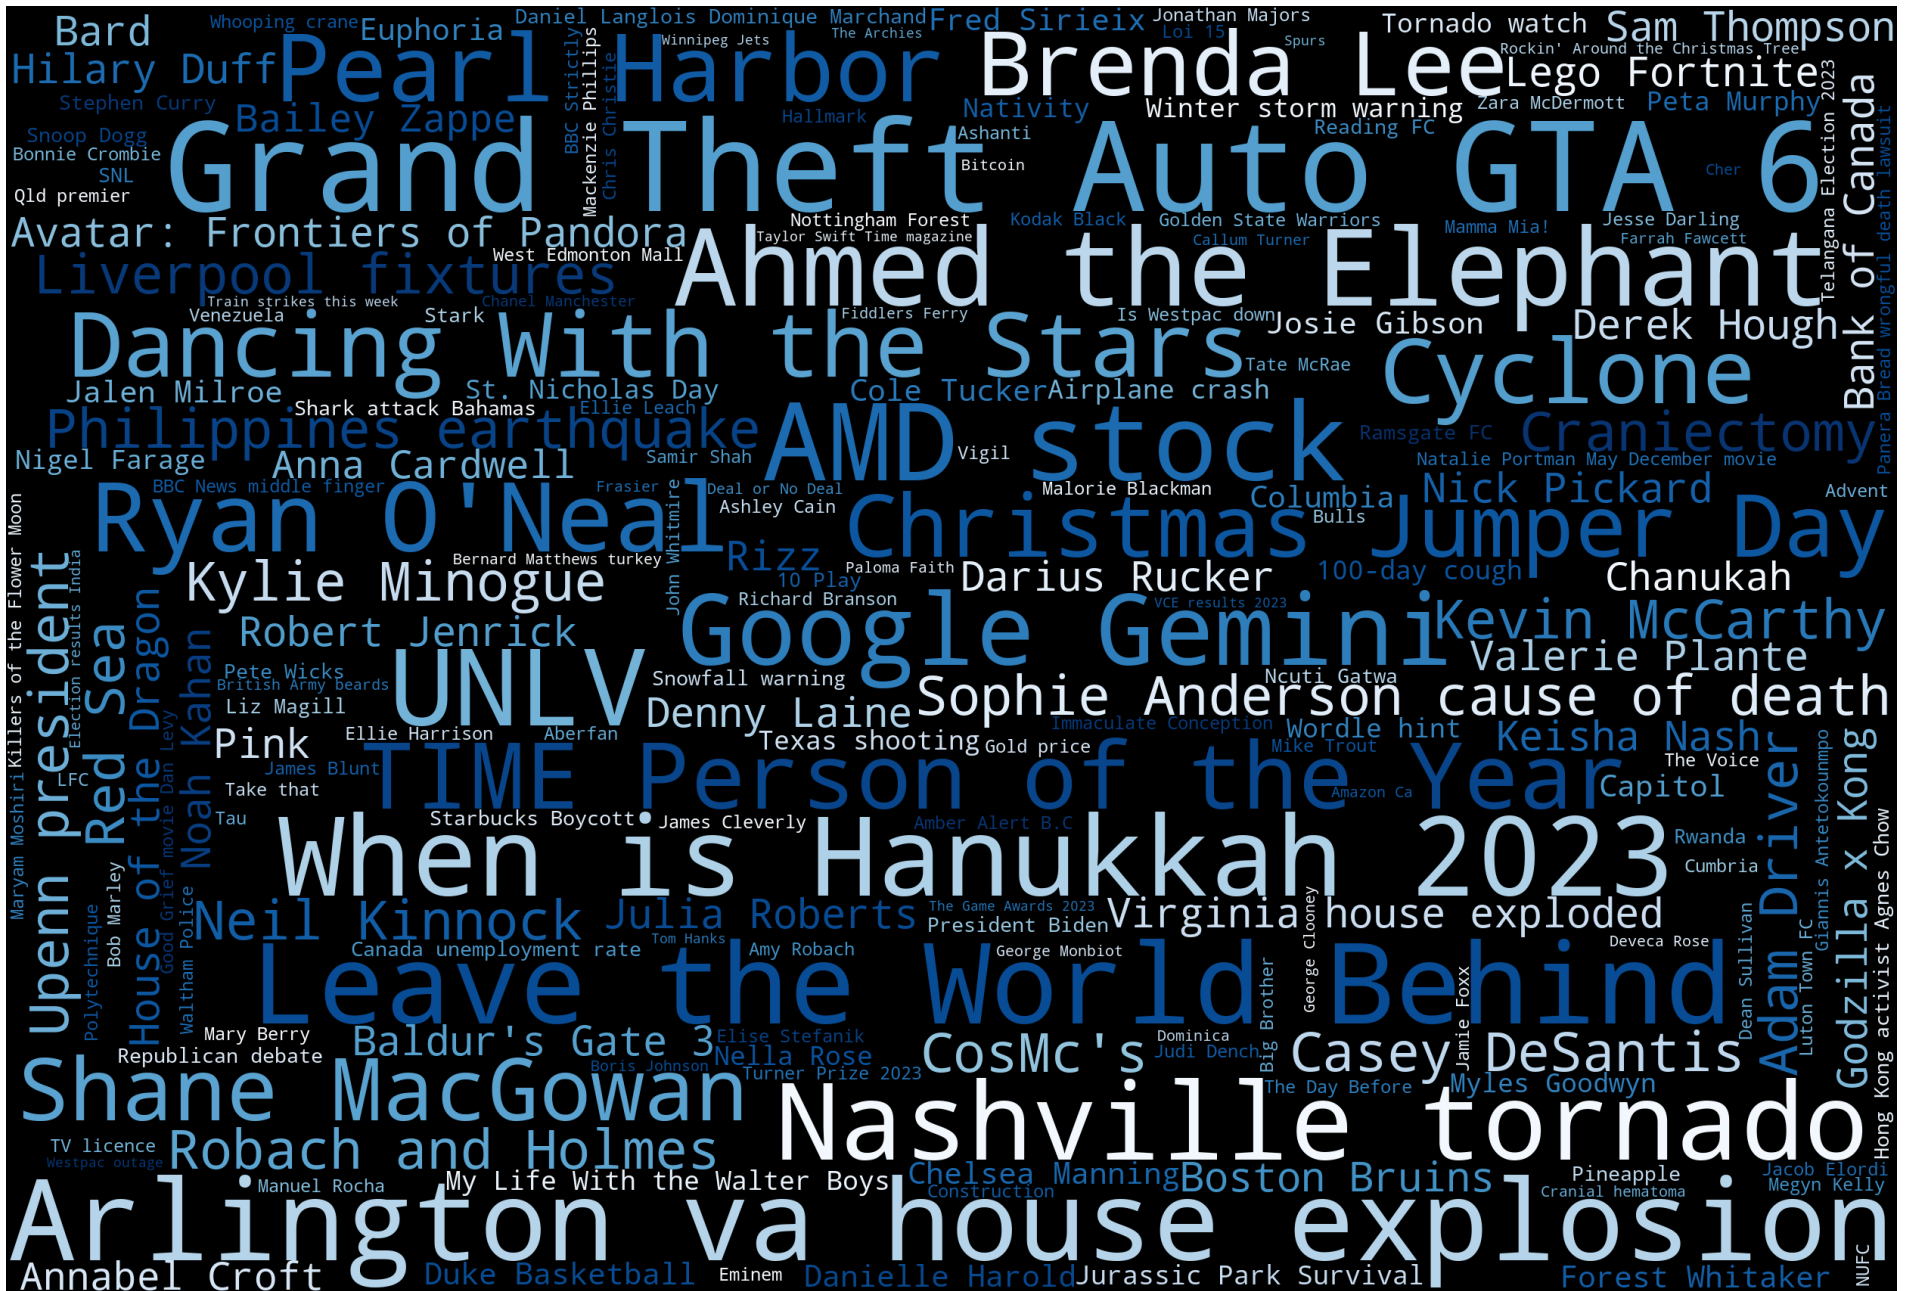 Bard
Whooping crane
Euphoria
Daniel Langlois Dominique Marchand
The Archies
Fred Sirieix
Jonathan Majors
Loi 15
Spurs
Tornado watch
Sam Thompson
Hilary Duff
Pearl Harbor
Winnipeg Jets
Brenda Lee
Rockin' Around the Christmas Tree
Lego Fortnite
Stephen Curry
Bailey Zappe
BBC Strictly
Mackenzie Phillips
Chris Christie
Hallmark
Nativity
Winter storm warning
Zara McDermott
Peta Murphy
Telangana Election 2023
Bank of Canada
Panera Bread wrongful death lawsuit
Snoop Dogg
Bonnie Crombie
SNL
Qld premier
Grand Theft Auto GTA 6
Ashanti
Bitcoin
Reading FC
Cher
Avatar: Frontiers of Pandora
Nottingham Forest
Kodak Black
Golden State Warriors
Mamma Mia!
Jesse Darling
Taylor Swift Time magazine
Callum Turner
Farrah Fawcett
West Edmonton Mall
Liverpool fixtures
Ahmed the Elephant
Train strikes this week
Chanel Manchester
Venezuela
Stark
Fiddlers Ferry
Is Westpac down
Josie Gibson
Derek Hough
Dancing With the Stars
Tate McRae
Cyclone
Jalen Milroe
St. Nicholas Day
Cole Tucker
Airplane crash
Shark attack Bahamas
Ellie Leach
Philippines earthquake
AMD stock
Ramsgate FC
Craniectomy
Nigel Farage
Anna Cardwell
Samir Shah
Vigil
Natalie Portman May December movie
BBC News middle finger
Frasier
Deal or No Deal
Malorie Blackman
Columbia
Nick Pickard
Advent
Ryan O'Neal
John Whitmire
Ashley Cain
Christmas Jumper Day
Bulls
Killers of the Flower Moon
Upenn president
Election results India
Bernard Matthews turkey
Rizz
Paloma Faith
Kylie Minogue
10 Play
Darius Rucker
100-day cough
Chanukah
Richard Branson
VCE results 2023
Red Sea
House of the Dragon
Noah Kahan
Robert Jenrick
Google Gemini
Kevin McCarthy
Valerie Plante
Pete Wicks
British Army beards
UNLV
Snowfall warning
Ncuti Gatwa
Liz Magill
Denny Laine
Sophie Anderson cause of death
Good Grief movie Dan Levy
Pink
Ellie Harrison
Aberfan
Texas shooting
Gold price
Immaculate Conception
Wordle hint
Mike Trout
Keisha Nash
Adam Driver
Giannis Antetokounmpo
Godzilla x Kong
Maryam Moshiri
LFC
James Blunt
TIME Person of the Year
The Voice
Take that
Amazon Ca
Capitol
Tau
Starbucks Boycott
James Cleverly
Amber Alert B.C
Rwanda
Hong Kong activist Agnes Chow
When is Hanukkah 2023
Cumbria
Bob Marley
Polytechnique
Waltham Police
Neil Kinnock
Julia Roberts
The Game Awards 2023
President Biden
Virginia house exploded
George Clooney
Dean Sullivan
Luton Town FC
Canada unemployment rate
Tom Hanks
Amy Robach
George Monbiot
Deveca Rose
Leave the World Behind
Big Brother
Jamie Foxx
Mary Berry
Republican debate
Baldur's Gate 3
Elise Stefanik
Nella Rose
CosMc's
Dominica
Judi Dench
Casey DeSantis
Boris Johnson
Turner Prize 2023
The Day Before
Myles Goodwyn
Shane MacGowan
Nashville tornado
TV licence
Westpac outage
Robach and Holmes
Manuel Rocha
My Life With the Walter Boys
Chelsea Manning
Construction
Boston Bruins
Pineapple
Cranial hematoma
Jacob Elordi
Megyn Kelly
Arlington va house explosion
Annabel Croft
Duke Basketball
Eminem
Danielle Harold
Jurassic Park Survival
Forest Whitaker
NUFC